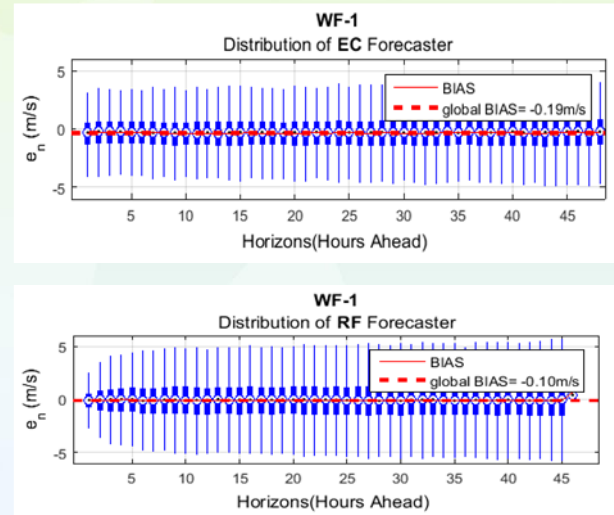 WF-1
Distribution of EC Forecaster
5
BIAS
global BIAS= -0.19m/s
0
e_n (m/s)
-5
5 10 15 20 25 30 35 40 45
Horizons(Hours Ahead)
WF-1
Distribution of RF Forecaster
5
BIAS
global BIAS= -0.10m/s
0
e_n (m/s)
-5
5 10 15 20 25 30 35 40 45
Horizons(Hours Ahead)